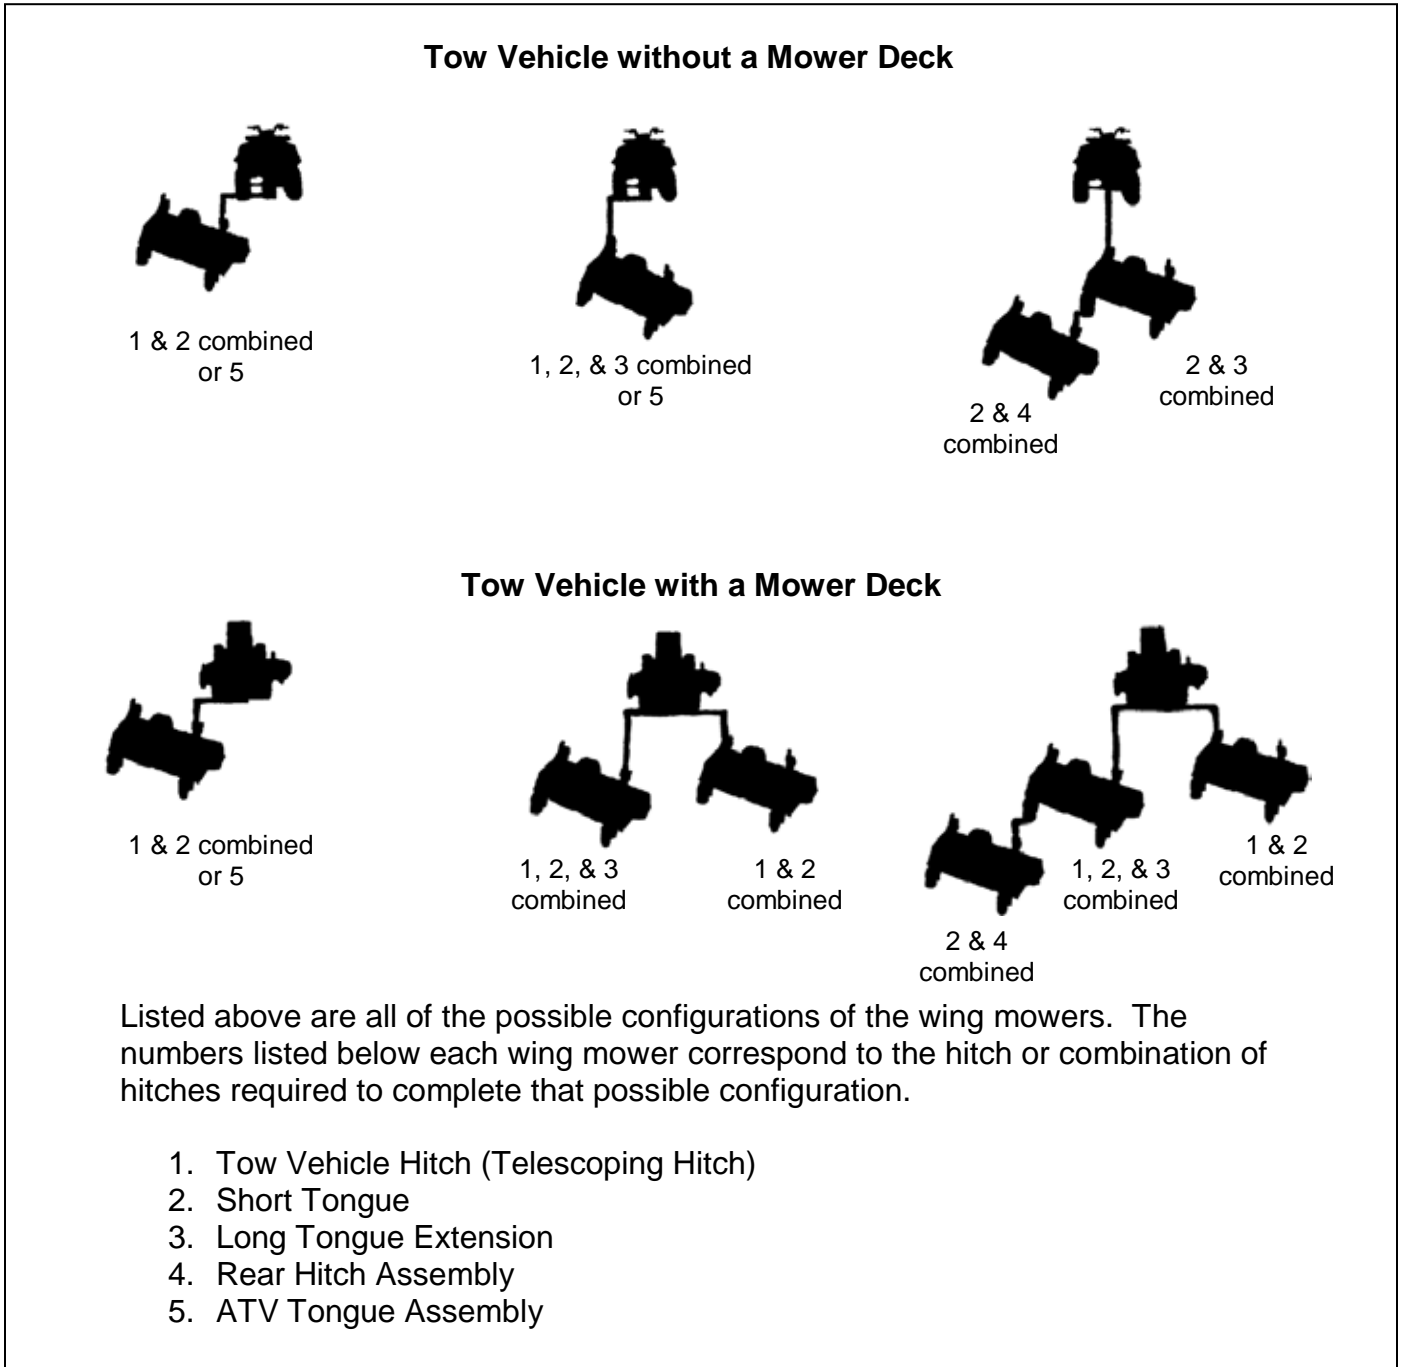 Tow Vehicle without a Mower Deck
1 & 2 combined
or 5
1, 2, & 3 combined
or 5
2 & 4
combined
2 & 3
combined
Tow Vehicle with a Mower Deck
1 & 2 combined
or 5
1, 2, & 3
combined
1 & 2
combined
2 & 4
combined
1, 2, & 3
combined
1 & 2
combined
Listed above are all of the possible configurations of the wing mowers.  The
numbers listed below each wing mower correspond to the hitch or combination of
hitches required to complete that possible configuration.
1. Tow Vehicle Hitch (Telescoping Hitch)
2. Short Tongue
3. Long Tongue Extension
4. Rear Hitch Assembly
5. ATV Tongue Assembly